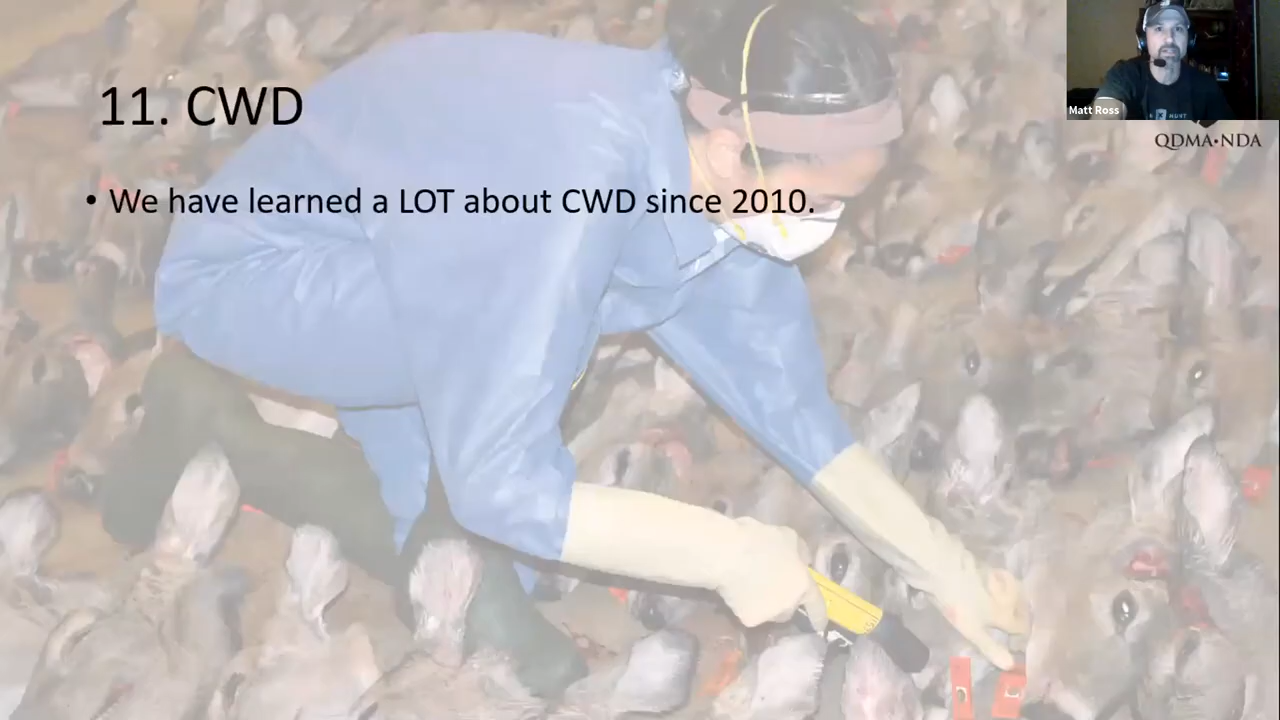 11. CWD
• We have learned a LOT about CWD since 2010.
Matt Ross
QDMA•NDA